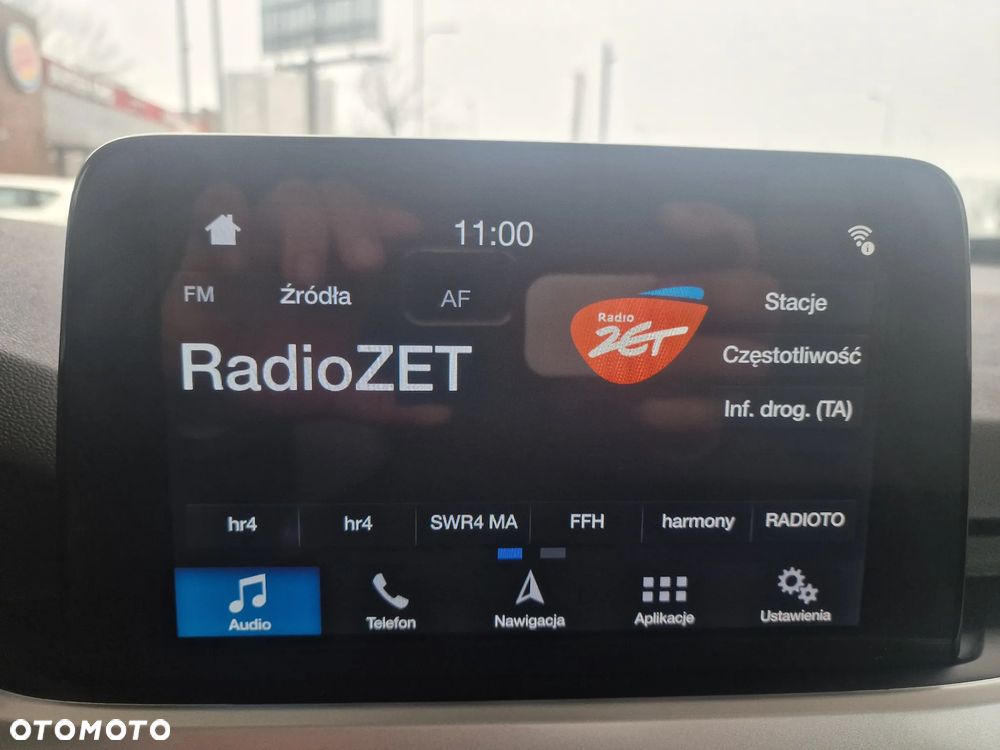 11:00
FM Źródła AF
Radio
ZET
Stacje
RadioZET
Częstotliwość
Inf. drog. (TA)
hr4 hr4 SWR4 MA FFH harmony RADIOTO
Audio Telefon Nawigacja Aplikacje Ustawienia
OTOMOTO